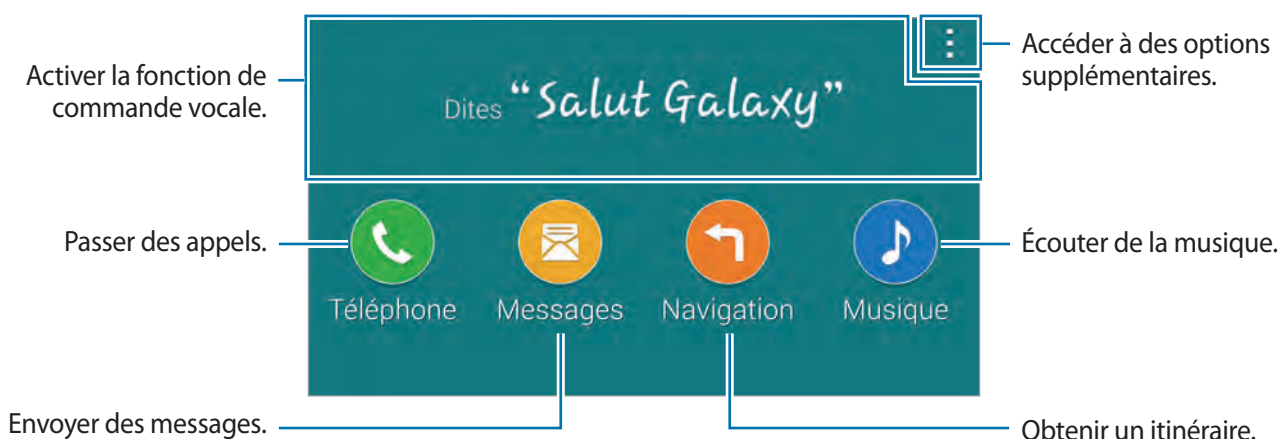 Activer la fonction de
commande vocale.
Dites “Salut Galaxy”
Accéder à des options
supplémentaires.
Passer des appels.
Écouter de la musique.
Téléphone
Messages
Navigation
Musique
Envoyer des messages.
Obtenir un itinéraire.